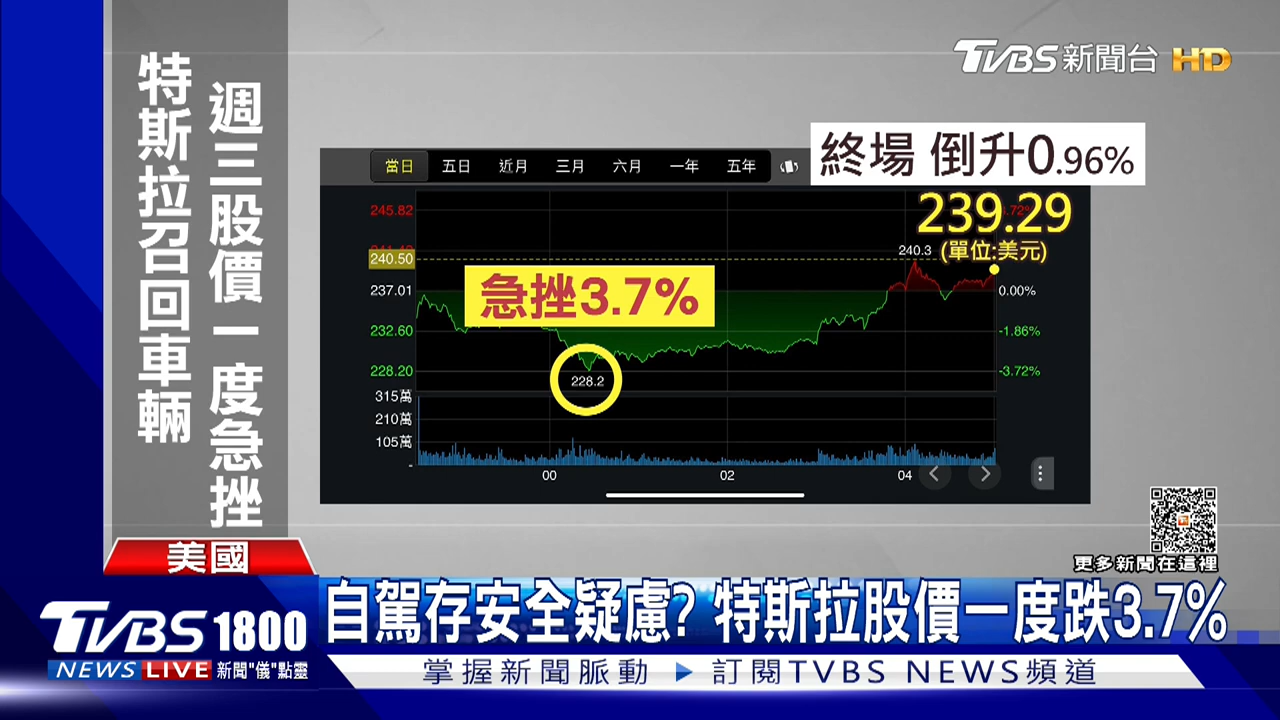 特斯拉召回車輛
週三股價一度急挫
TVBS新聞台 HD
終場 倒升0.96%
當日 五日 近月 三月 六月 一年 五年
239.29
(單位:美元)
245.82
240.50
237.01
232.60
228.20
315萬
210萬
105萬
240.3
急挫3.7%
228.2
0.00%
-1.86%
-3.72%
00 02 04
更多新聞在這裡
美國
自駕存安全疑慮? 特斯拉股價一度跌3.7%
TVBS 1800
NEWS LIVE 新聞"儀"點靈
掌握新聞脈動 ▶ 訂閱TVBS NEWS頻道